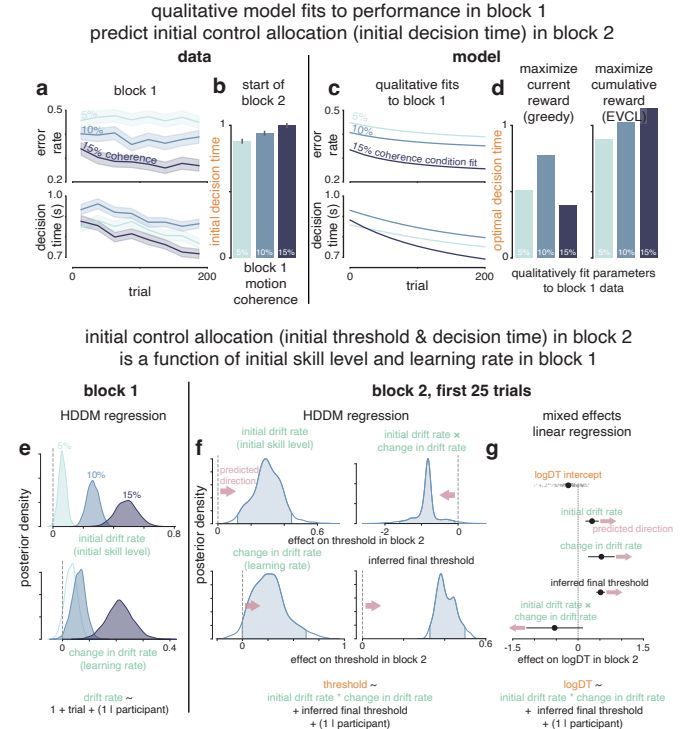 qualitative model fits to performance in block 1
predict initial control allocation (initial decision time) in block 2
data
model
a
block 1
b
start of
block 2
c
qualitative fits
to block 1
d
maximize
current
reward
(greedy)
maximize
cumulative
reward
(EVCL)
0.5
error
rate
0.2
5%
10%
15% coherence
1.0
decision
time (s)
0.7
0
200
trial
1
initial decision time
0
5%
10%
15%
block 1
motion
coherence
0.5
error
rate
0.2
5%
10%
15% coherence condition fit
1.0
decision
time (s)
0.7
0
200
trial
1
optimal decision time
0
5%
10%
15%
5%
10%
15%
qualitatively fit parameters
to block 1 data
initial control allocation (initial threshold & decision time) in block 2
is a function of initial skill level and learning rate in block 1
block 1
block 2, first 25 trials
HDDM regression
HDDM regression
mixed effects
linear regression
e
posterior density
5%
10%
15%
0
0.8
initial drift rate
(initial skill level)
0
0.4
change in drift rate
(learning rate)
drift rate ~
1 + trial + (1 | participant)
f
posterior density
initial drift rate
(initial skill level)
predicted
direction
0
0.6
initial drift rate ×
change in drift rate
-2
0
effect on threshold in block 2
change in drift rate
(learning rate)
0
1
inferred final threshold
0
0.6
effect on threshold in block 2
threshold ~
initial drift rate * change in drift rate
+ inferred final threshold
+ (1 | participant)
g
logDT intercept
initial drift rate
predicted direction
change in drift rate
inferred final threshold
initial drift rate ×
change in drift rate
-1.5
0
1.5
effect on logDT in block 2
logDT ~
initial drift rate * change in drift rate
+ inferred final threshold
+ (1 | participant)